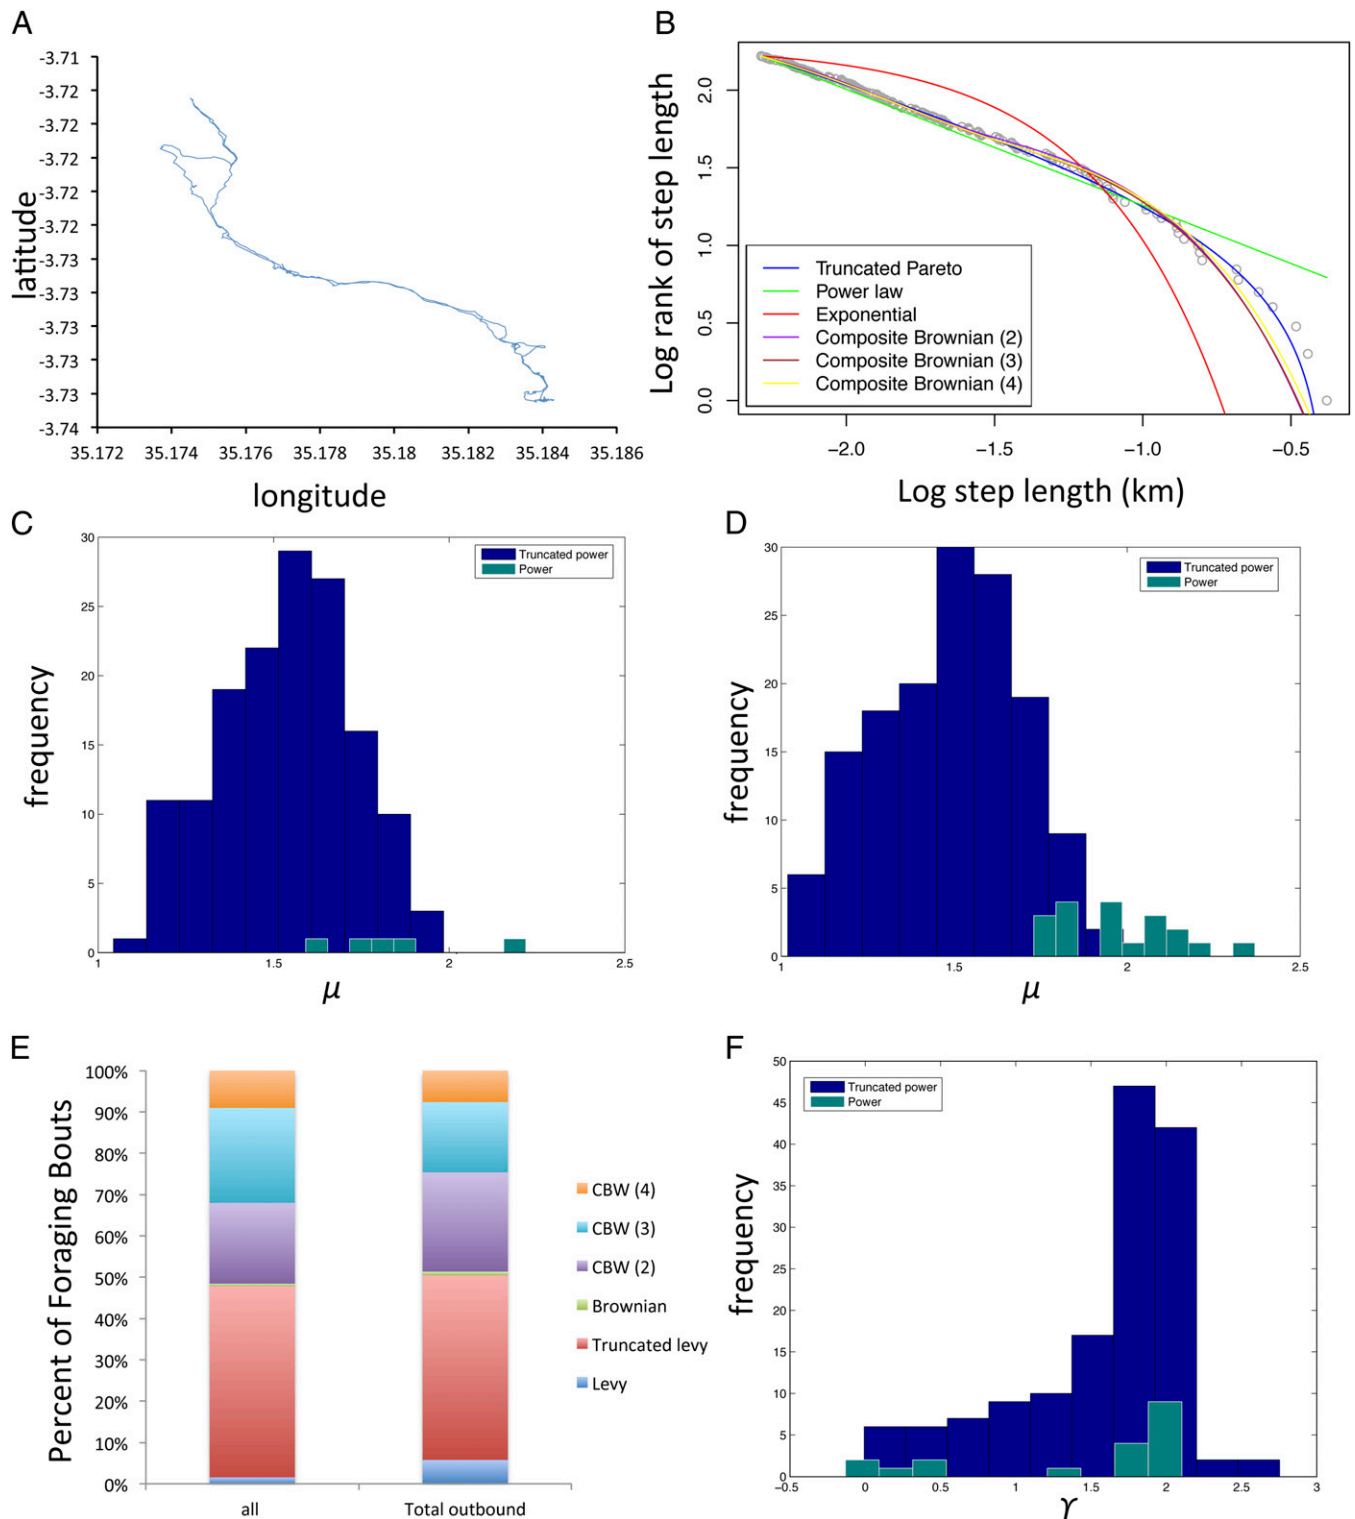 A
-3.71
-3.72
-3.72
-3.72
-3.72
-3.72
-3.73
-3.73
-3.73
-3.73
-3.73
-3.74
latitude
35.172 35.174 35.176 35.178 35.18 35.182 35.184 35.186
longitude
B
Log rank of step length
2.0
1.5
1.0
0.5
0.0
Truncated Pareto
Power law
Exponential
Composite Brownian (2)
Composite Brownian (3)
Composite Brownian (4)
−2.0 −1.5 −1.0 −0.5
Log step length (km)
C
30
25
20
15
10
5
0
frequency
Truncated power
Power
1 1.5 2 2.5
μ
D
30
25
20
15
10
5
0
frequency
Truncated power
Power
1 1.5 2 2.5
μ
E
Percent of Foraging Bouts
100%
90%
80%
70%
60%
50%
40%
30%
20%
10%
0%
all Total outbound
CBW (4)
CBW (3)
CBW (2)
Brownian
Truncated levy
Levy
F
50
45
40
35
30
25
20
15
10
5
0
frequency
Truncated power
Power
−0.5 0 0.5 1 1.5 2 2.5 3
γ